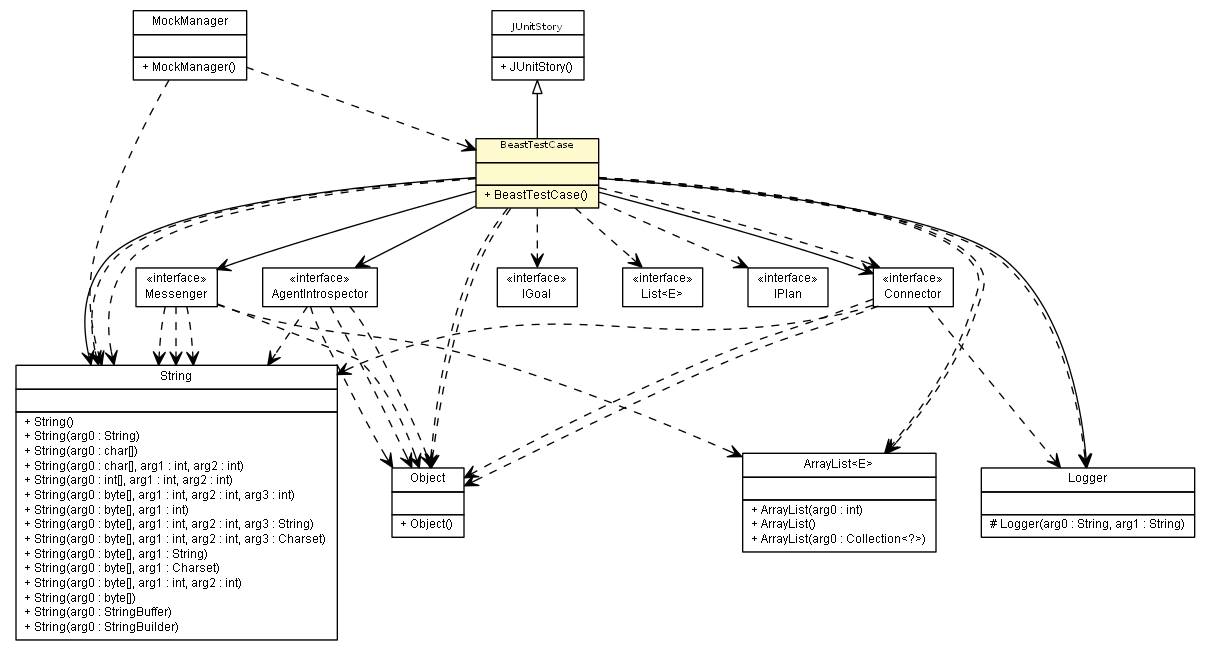 MockManager
+ MockManager()
JUnitStory
+ JUnitStory()
BeastTestCase
+ BeastTestCase()
«interface»
Messenger
«interface»
AgentIntrospector
«interface»
IGoal
«interface»
List<E>
«interface»
IPlan
«interface»
Connector
String
+ String()
+ String(arg0 : String)
+ String(arg0 : char[])
+ String(arg0 : char[], arg1 : int, arg2 : int)
+ String(arg0 : int[], arg1 : int, arg2 : int)
+ String(arg0 : byte[], arg1 : int, arg2 : int, arg3 : int)
+ String(arg0 : byte[], arg1 : int)
+ String(arg0 : byte[], arg1 : int, arg2 : int, arg3 : String)
+ String(arg0 : byte[], arg1 : int, arg2 : int, arg3 : Charset)
+ String(arg0 : byte[], arg1 : String)
+ String(arg0 : byte[], arg1 : Charset)
+ String(arg0 : byte[], arg1 : int, arg2 : int)
+ String(arg0 : byte[])
+ String(arg0 : StringBuffer)
+ String(arg0 : StringBuilder)
Object
+ Object()
ArrayList<E>
+ ArrayList(arg0 : int)
+ ArrayList()
+ ArrayList(arg0 : Collection<?>)
Logger
# Logger(arg0 : String, arg1 : String)